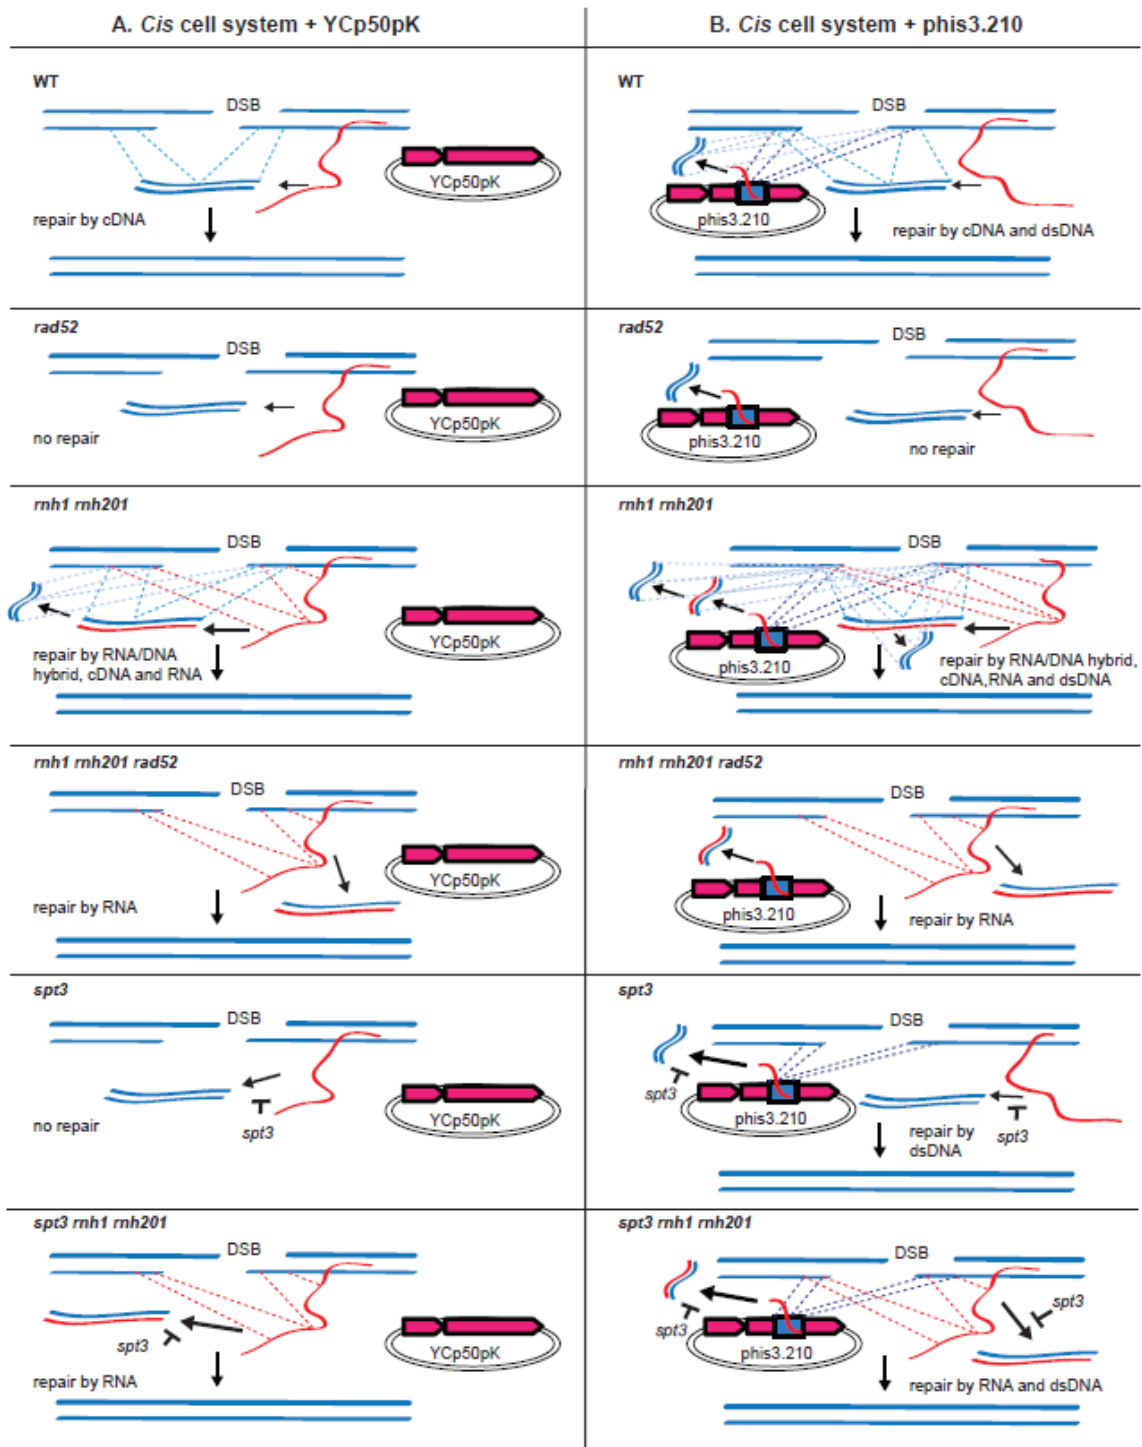 A. Cis cell system + YCp50pK
B. Cis cell system + phis3.210
WT
DSB
YCp50pK
repair by cDNA
WT
DSB
phis3.210
repair by cDNA and dsDNA
rad52
DSB
YCp50pK
no repair
rad52
DSB
phis3.210
no repair
rnh1 rnh201
DSB
YCp50pK
repair by RNA/DNA
hybrid, cDNA and RNA
rnh1 rnh201
DSB
phis3.210
repair by RNA/DNA hybrid,
cDNA,RNA and dsDNA
rnh1 rnh201 rad52
DSB
YCp50pK
repair by RNA
rnh1 rnh201 rad52
DSB
phis3.210
repair by RNA
spt3
DSB
YCp50pK
spt3
no repair
spt3
DSB
spt3
phis3.210
spt3
repair by
dsDNA
spt3 rnh1 rnh201
DSB
spt3
YCp50pK
repair by RNA
spt3 rnh1 rnh201
DSB
spt3
spt3
phis3.210
repair by RNA and dsDNA